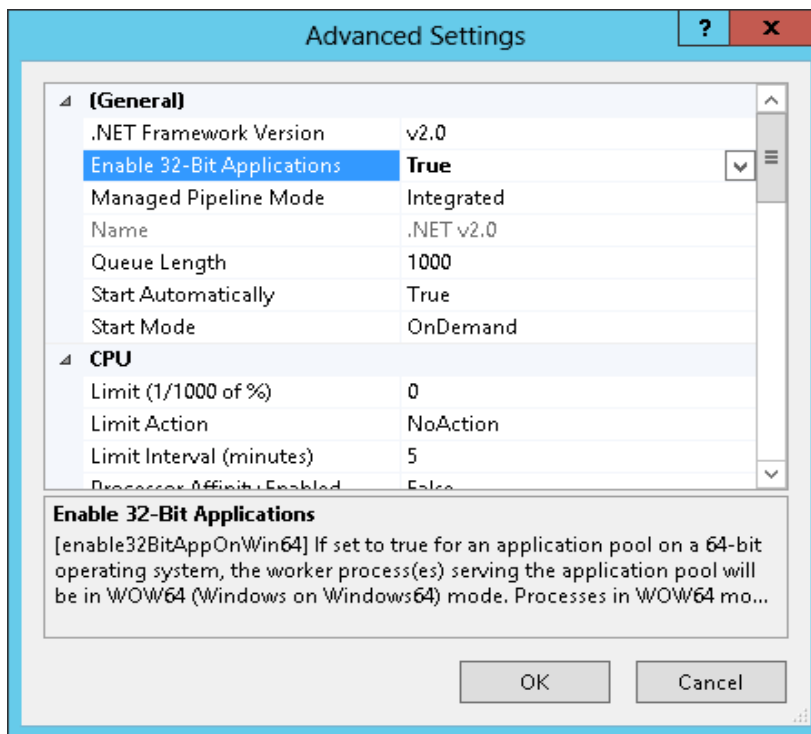 Advanced Settings
?
x
(General)
.NET Framework Version v2.0
Enable 32-Bit Applications True
Managed Pipeline Mode Integrated
Name .NET v2.0
Queue Length 1000
Start Automatically True
Start Mode OnDemand
CPU
Limit (1/1000 of %) 0
Limit Action NoAction
Limit Interval (minutes) 5
Processor Affinity Enabled False
Enable 32-Bit Applications
[enable32BitAppOnWin64] If set to true for an application pool on a 64-bit
operating system, the worker process(es) serving the application pool will
be in WOW64 (Windows on Windows64) mode. Processes in WOW64 mo...
OK Cancel